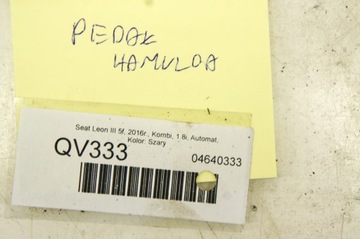 PEDAŁ
HAMULCA
Seat Leon III 5f, 2016r., Kombi, 1.8i, Automat,
Kolor: Szary
QV333
04640333